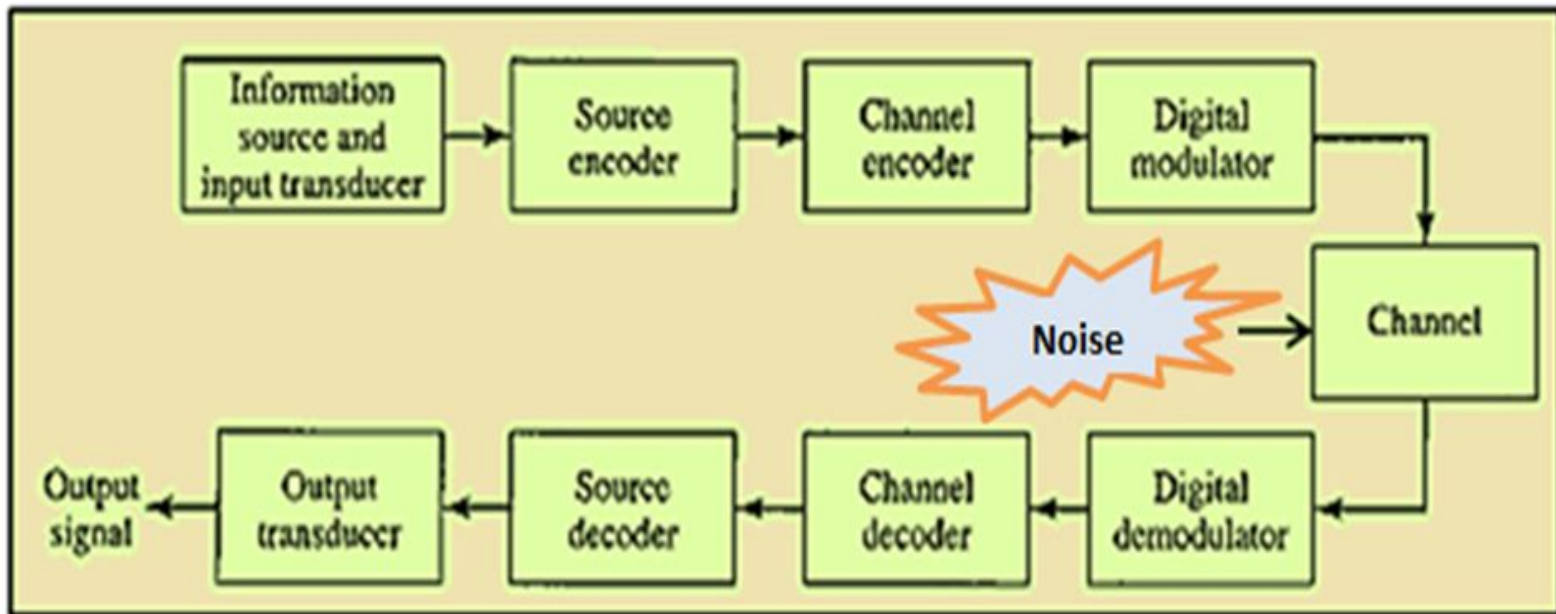 Information
source and
input transducer
Source
encoder
Channel
encoder
Digital
modulator
Noise
Channel
Output
signal
Output
transducer
Source
decoder
Channel
decoder
Digital
demodulator